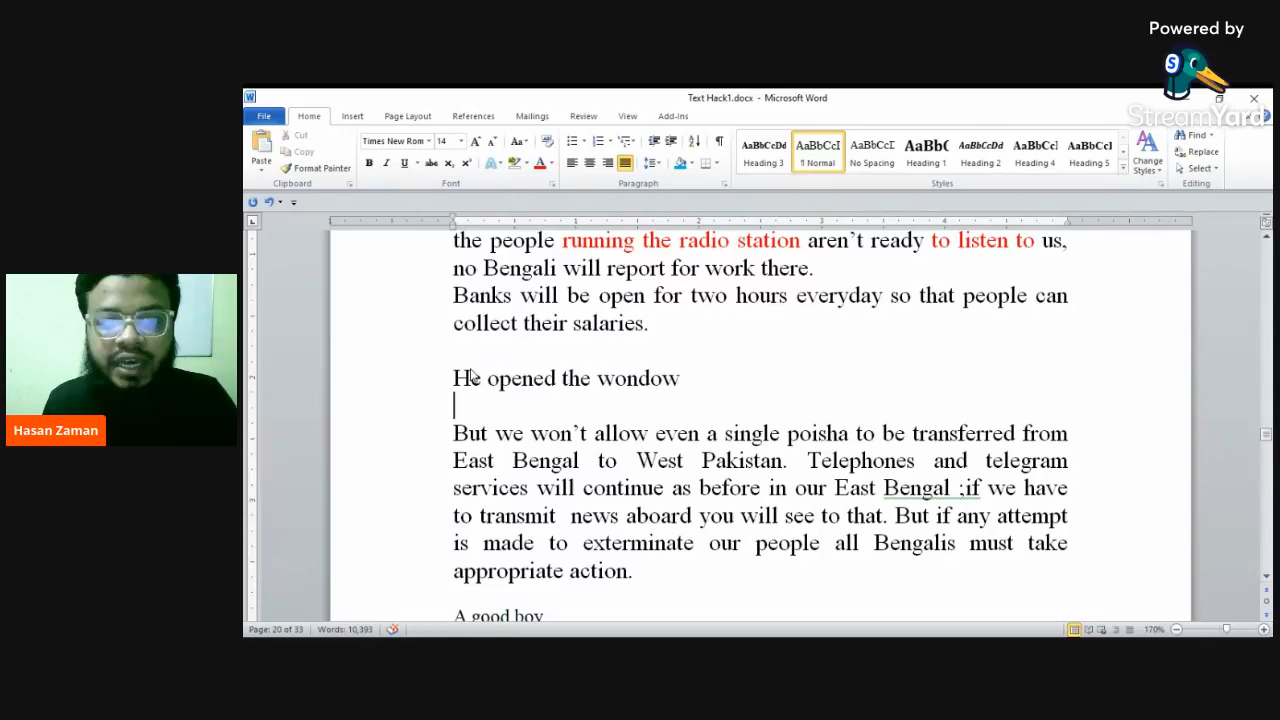 Powered by
StreamYard
Text Hack1.docx - Microsoft Word
File Home Insert Page Layout References Mailings Review View Add-Ins
Cut
Copy
Format Painter
Paste
Clipboard
Times New Rom 14
Font
Paragraph
AaBbCcDd AaBbCcI AaBbCcI AaBbC AaBbCcDd AaBbCcI AaBbCcI
Heading 3 ¶ Normal No Spacing Heading 1 Heading 2 Heading 4 Heading 5
Change Styles
Styles
Find
Replace
Select
Editing
the people running the radio station aren’t ready to listen to us,
no Bengali will report for work there.
Banks will be open for two hours everyday so that people can
collect their salaries.
He opened the wondow
But we won’t allow even a single poisha to be transferred from
East Bengal to West Pakistan. Telephones and telegram
services will continue as before in our East Bengal ;if we have
to transmit news aboard you will see to that. But if any attempt
is made to exterminate our people all Bengalis must take
appropriate action.
A good boy
Page: 20 of 33 Words: 10,393 170%
Hasan Zaman